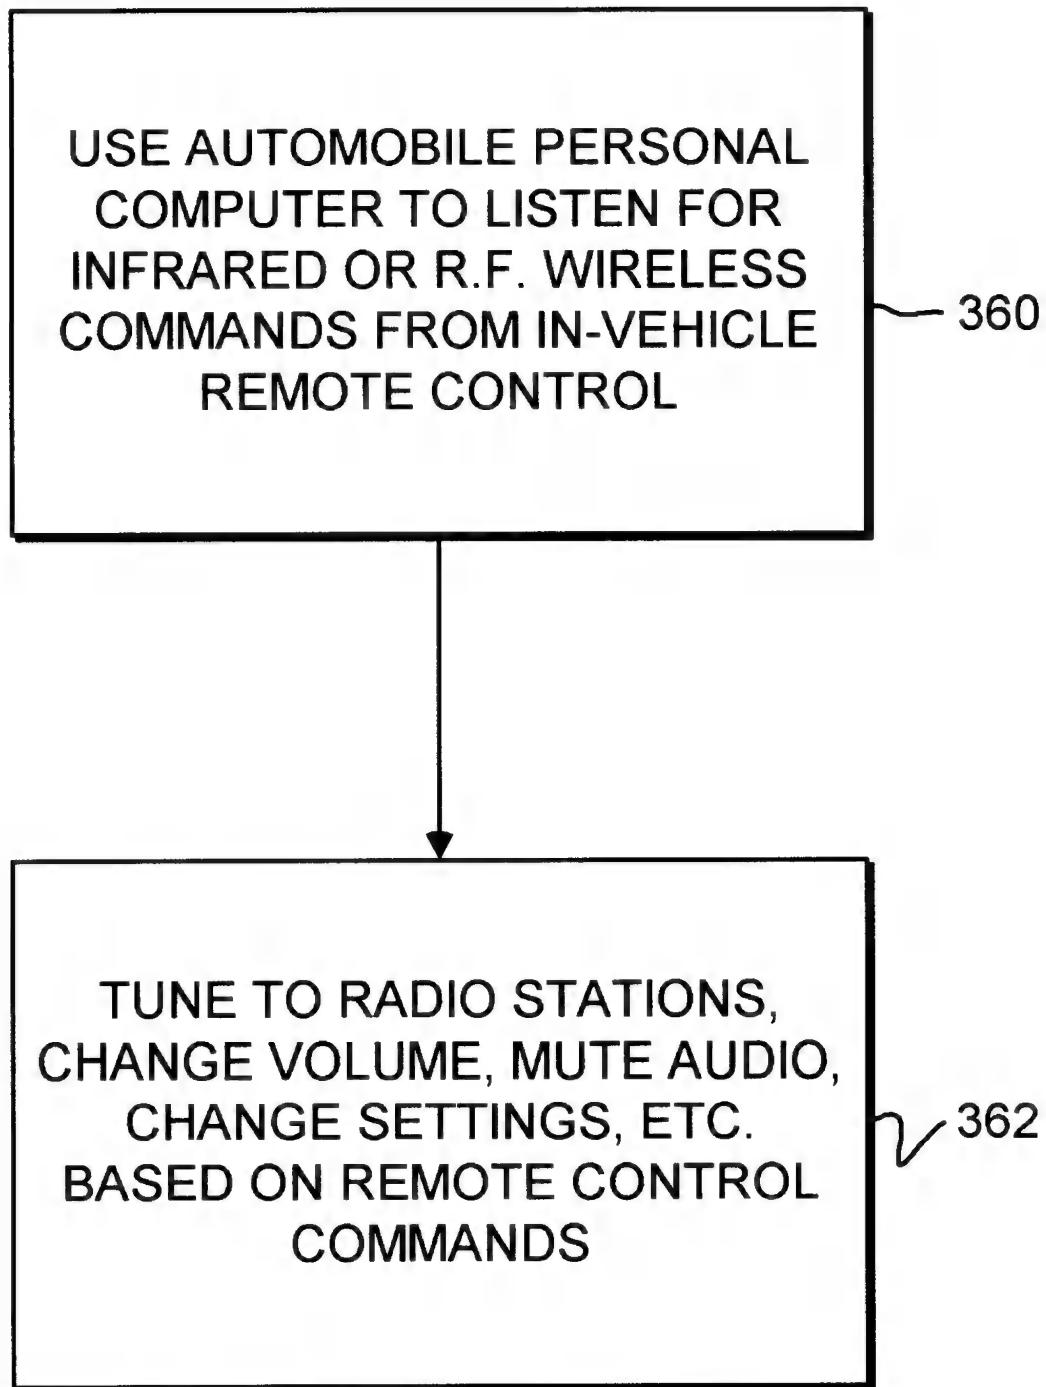 USE AUTOMOBILE PERSONAL
COMPUTER TO LISTEN FOR
INFRARED OR R.F. WIRELESS
COMMANDS FROM IN-VEHICLE
REMOTE CONTROL
360
TUNE TO RADIO STATIONS,
CHANGE VOLUME, MUTE AUDIO,
CHANGE SETTINGS, ETC.
BASED ON REMOTE CONTROL
COMMANDS
362